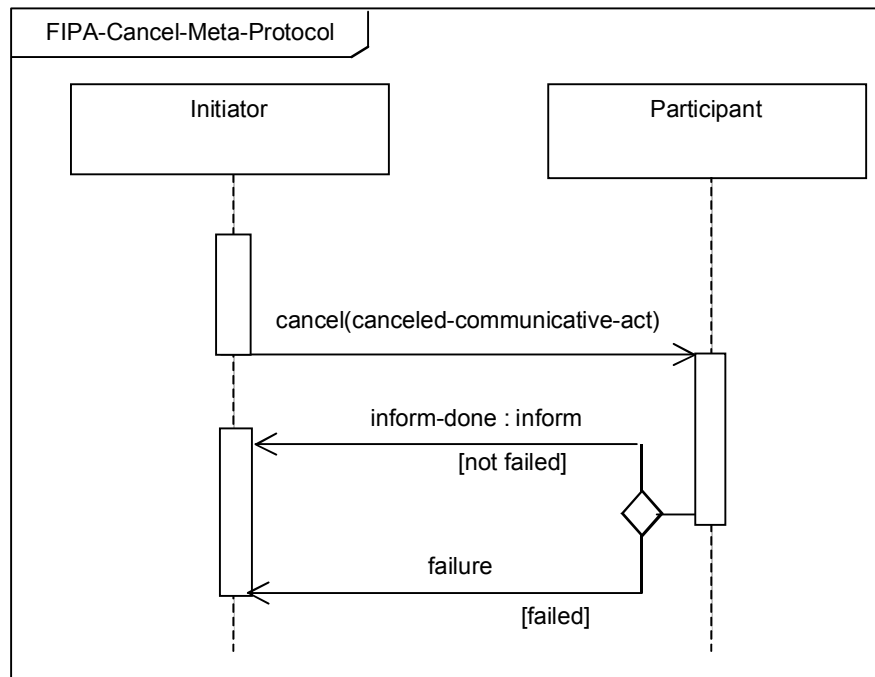 FIPA-Cancel-Meta-Protocol
Initiator
Participant
cancel(canceled-communicative-act)
inform-done : inform
[not failed]
failure
[failed]